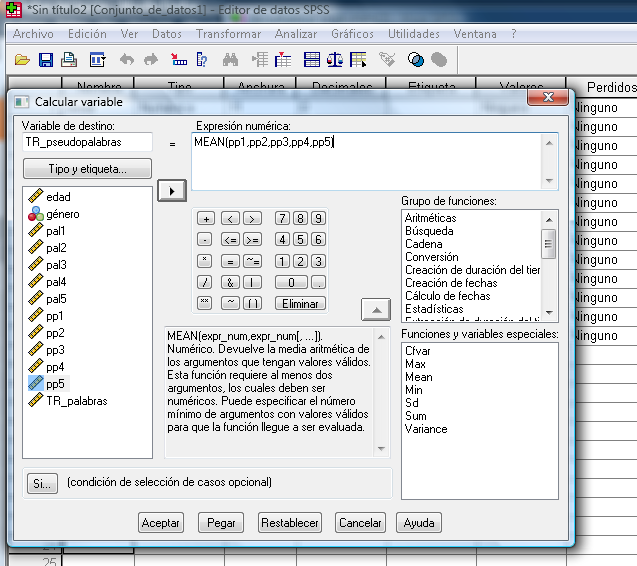 *Sin título2 [Conjunto_de_datos1] - Editor de datos SPSS
Archivo Edición Ver Datos Transformar Analizar Gráficos Utilidades Ventana ?
Nombre Tipo Anchura Decimales Etiqueta Valores Perdidos
Calcular variable
Variable de destino:
TR_pseudopalabras
=
Expresión numérica:
MEAN(pp1,pp2,pp3,pp4,pp5)
Tipo y etiqueta...
edad
género
pal1
pal2
pal3
pal4
pal5
pp1
pp2
pp3
pp4
pp5
TR_palabras
+ < > 7 8 9
- <= >= 4 5 6
* = ~= 1 2 3
/ & | 0 .
** ~ () Eliminar
Grupo de funciones:
Aritméticas
Búsqueda
Cadena
Conversión
Creación de duración del tier
Creación de fechas
Cálculo de fechas
Estadísticas
MEAN(expr_num,expr_num[, ...]).
Numérico. Devuelve la media aritmética de
los argumentos que tengan valores válidos.
Esta función requiere al menos dos
argumentos, los cuales deben ser
numéricos. Puede especificar el número
mínimo de argumentos con valores válidos
para que la función llegue a ser evaluada.
Funciones y variables especiales:
Cfvar
Max
Mean
Min
Sd
Sum
Variance
Si...
(condición de selección de casos opcional)
Aceptar Pegar Restablecer Cancelar Ayuda
Ninguno
Ninguno
Ninguno
Ninguno
Ninguno
Ninguno
Ninguno
Ninguno
Ninguno
Ninguno
Ninguno
Ninguno
Ninguno
24
25